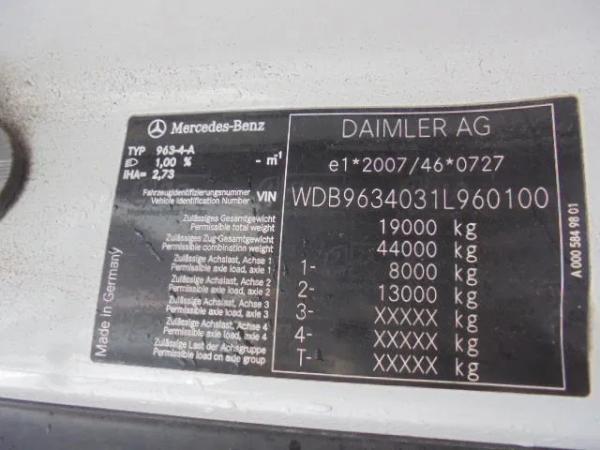 Mercedes-Benz
DAIMLER AG
TYP 963-4-A
1,00 % - m-1
IHA= 2,73
e1*2007/46*0727
Fahrzeugidentifizierungsnummer
Vehicle Identification Number VIN WDB9634031L960100
Zulässiges Gesamtgewicht
Permissible total weight 19000 kg
Zulässiges Zug-Gesamtgewicht
Permissible combination weight 44000 kg
Zulässige Achslast, Achse 1
Permissible axle load, axle 1 1- 8000 kg
Zulässige Achslast, Achse 2
Permissible axle load, axle 2 2- 13000 kg
Zulässige Achslast, Achse 3
Permissible axle load, axle 3 3- XXXXX kg
Zulässige Achslast, Achse 4
Permissible axle load, axle 4 4- XXXXX kg
Zulässige Last der Achsgruppe
Permissible load on axle group T- XXXXX kg
Made in Germany
A 000 584 98 01